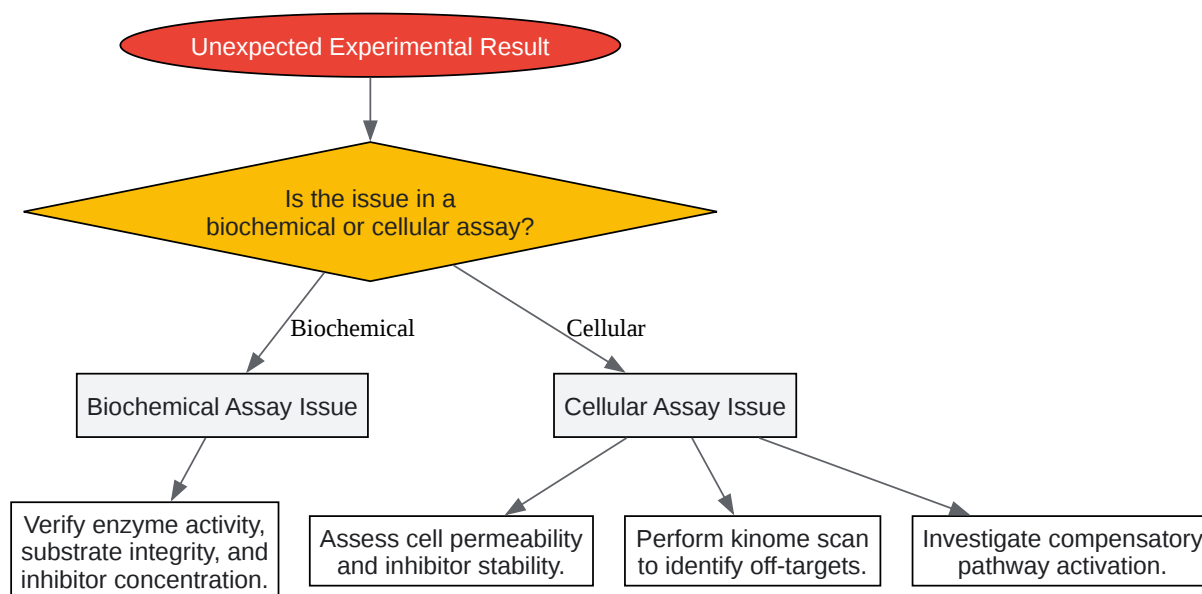 Unexpected Experimental Result
Is the issue in a
biochemical or cellular assay?
Biochemical
Cellular
Biochemical Assay Issue
Cellular Assay Issue
Verify enzyme activity,
substrate integrity, and
inhibitor concentration.
Assess cell permeability
and inhibitor stability.
Perform kinome scan
to identify off-targets.
Investigate compensatory
pathway activation.